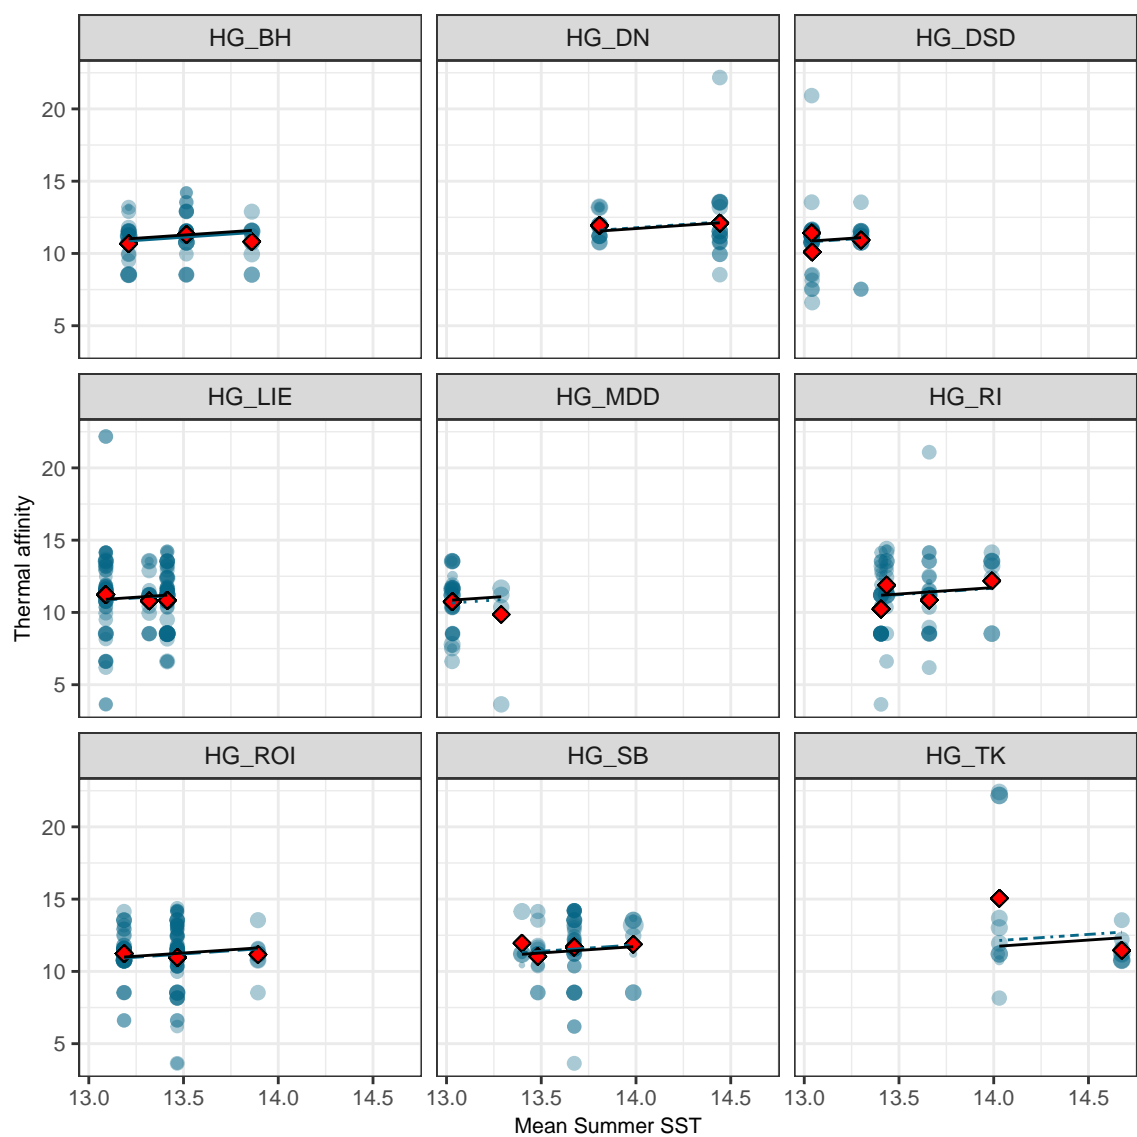 HG_BH HG_DN HG_DSD
20
15
10
5
HG_LIE HG_MDD HG_RI
20
15
10
5
Thermal affinity
HG_ROI HG_SB HG_TK
20
15
10
5
13.0 13.5 14.0 14.5 13.0 13.5 14.0 14.5 13.0 13.5 14.0 14.5
Mean Summer SST